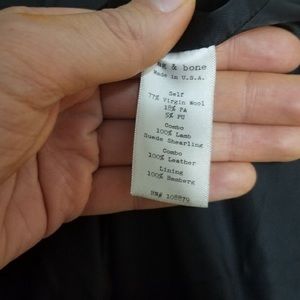 & bone
Made in U.S.A.
Self
77% Virgin Wool
18% PA
5% PU
Combo
100% Lamb
Suede Shearling
Combo
100% Leather
Lining
100% Bemberg
RN# 108879